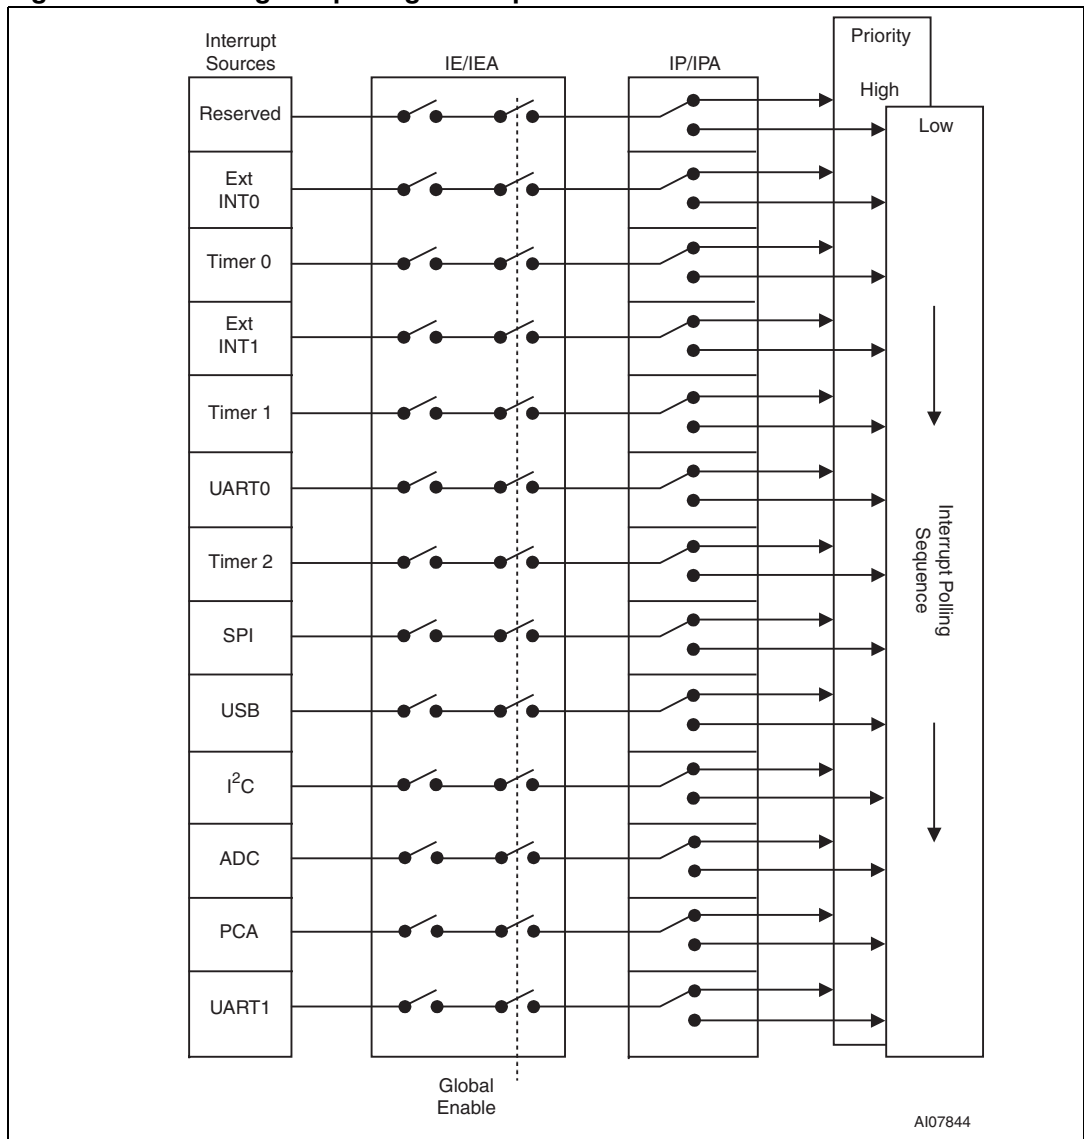 Interrupt
Sources
IE/IEA
IP/IPA
Priority
High
Low
Reserved
Ext
INT0
Timer 0
Ext
INT1
Timer 1
UART0
Timer 2
SPI
USB
I²C
ADC
PCA
UART1
Interrupt Polling
Sequence
Global
Enable
AI07844